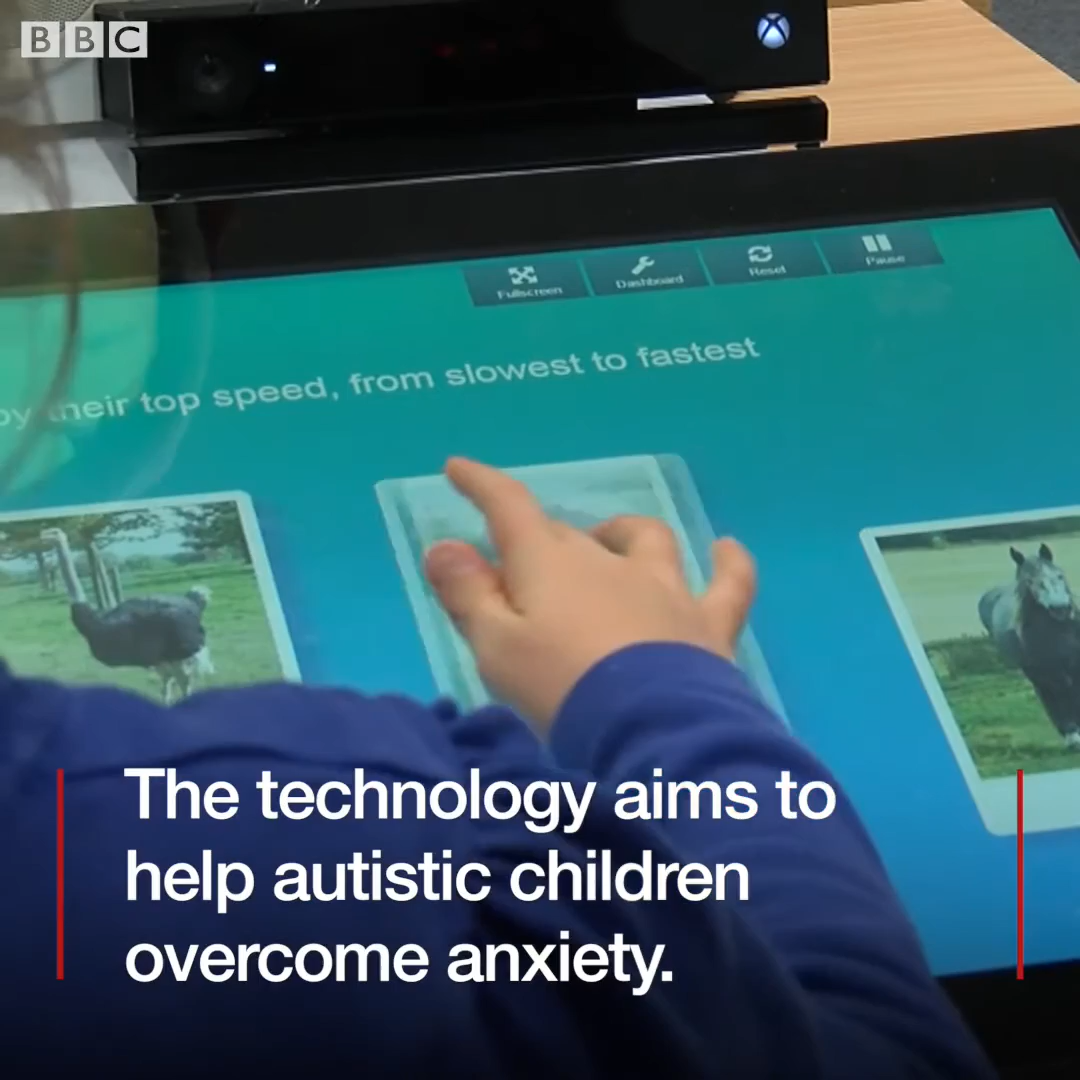 BBC
Fullscreen
Dashboard
Reset
Pause
by their top speed, from slowest to fastest
The technology aims to
help autistic children
overcome anxiety.